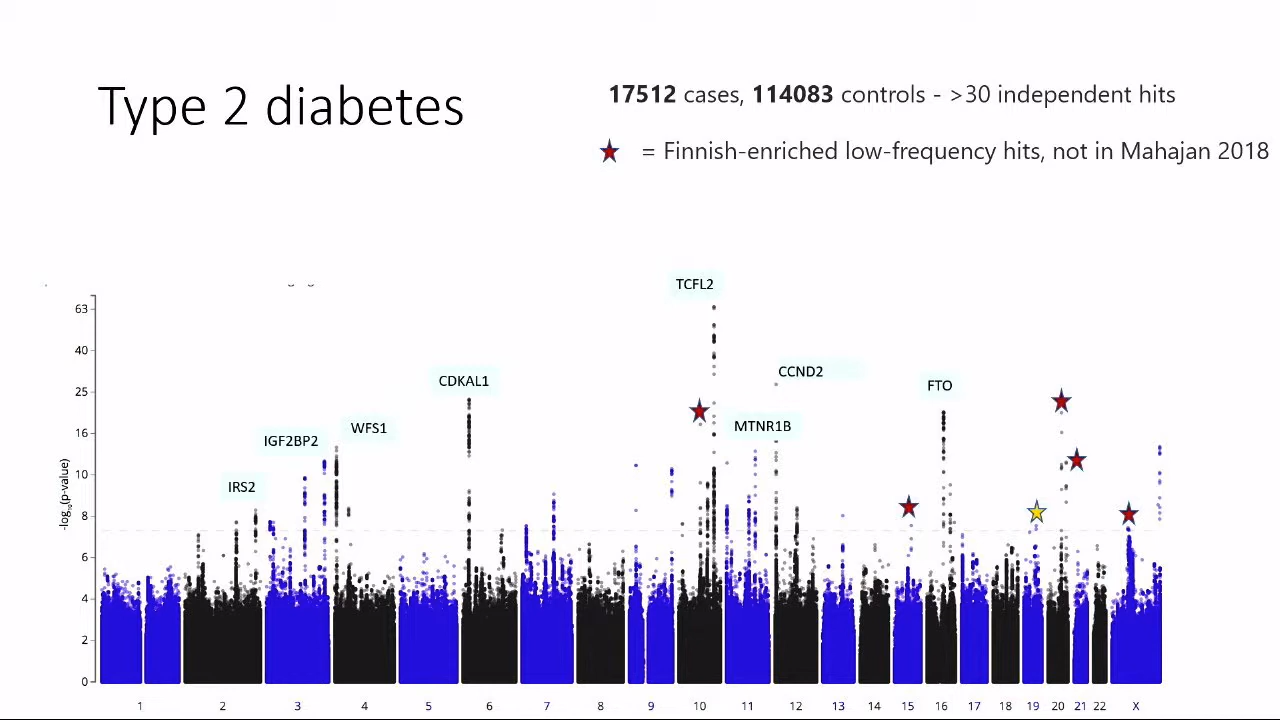 Type 2 diabetes
17512 cases, 114083 controls - >30 independent hits
= Finnish-enriched low-frequency hits, not in Mahajan 2018
TCFL2
CCND2
CDKAL1
FTO
MTNR1B
WFS1
IGF2BP2
IRS2
-log₁₀(p-value)
63
40
25
16
10
8
6
4
2
0
1 2 3 4 5 6 7 8 9 10 11 12 13 14 15 16 17 18 19 20 21 22 X